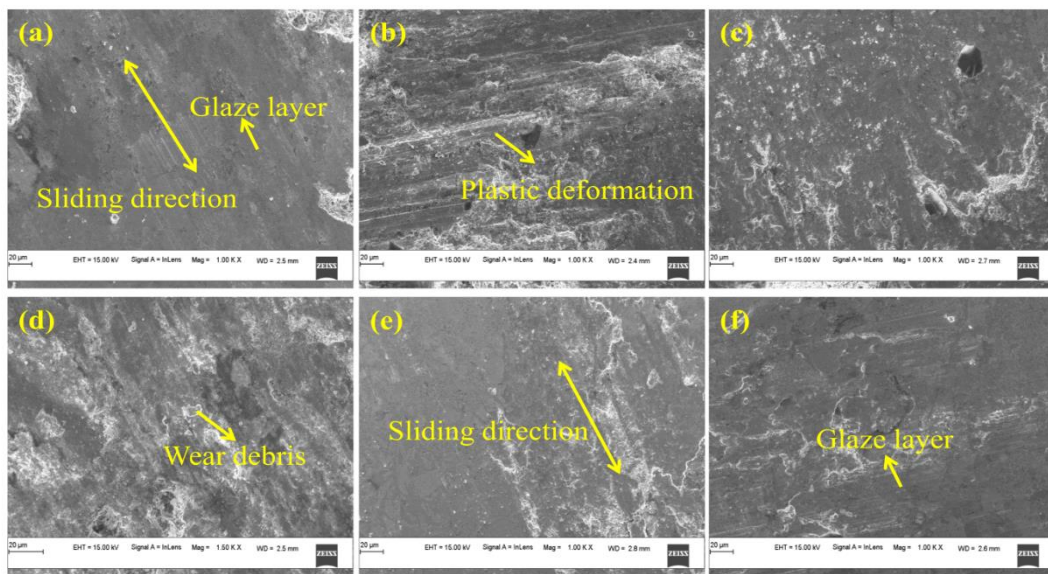 (a)
Glaze layer
Sliding direction
20 μm
EHT = 15.00 kV Signal A = InLens Mag = 1.00 K X WD = 2.5 mm
ZEISS
(b)
Plastic deformation
20 μm
EHT = 15.00 kV Signal A = InLens Mag = 1.00 K X WD = 2.4 mm
ZEISS
(c)
20 μm
EHT = 15.00 kV Signal A = InLens Mag = 1.00 K X WD = 2.7 mm
ZEISS
(d)
Wear debris
20 μm
EHT = 15.00 kV Signal A = InLens Mag = 1.50 K X WD = 2.5 mm
ZEISS
(e)
Sliding direction
20 μm
EHT = 15.00 kV Signal A = InLens Mag = 1.00 K X WD = 2.8 mm
ZEISS
(f)
Glaze layer
20 μm
EHT = 15.00 kV Signal A = InLens Mag = 1.00 K X WD = 2.6 mm
ZEISS